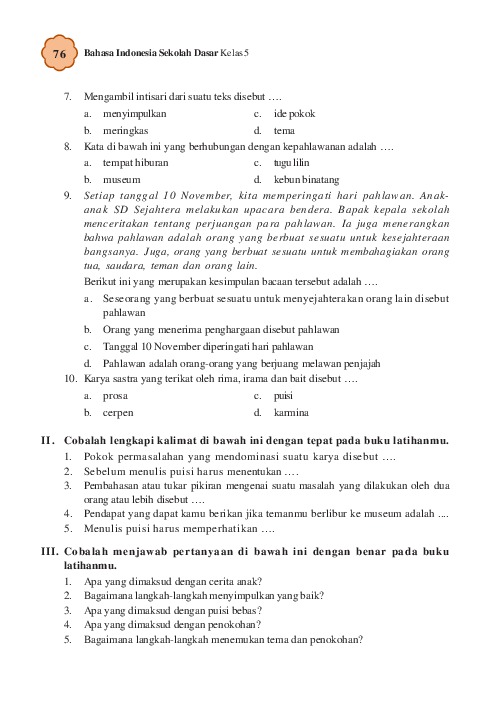 76 Bahasa Indonesia Sekolah Dasar Kelas 5
7. Mengambil intisari dari suatu teks disebut ....
a. menyimpulkan c. ide pokok
b. meringkas d. tema
8. Kata di bawah ini yang berhubungan dengan kepahlawanan adalah ....
a. tempat hiburan c. tugu lilin
b. museum d. kebun binatang
9. Setiap tanggal 10 November, kita memperingati hari pahlawan. Anak-
anak SD Sejahtera melakukan upacara bendera. Bapak kepala sekolah
menceritakan tentang perjuangan para pahlawan. Ia juga menerangkan
bahwa pahlawan adalah orang yang berbuat sesuatu untuk kesejahteraan
bangsanya. Juga, orang yang berbuat sesuatu untuk membahagiakan orang
tua, saudara, teman dan orang lain.
Berikut ini yang merupakan kesimpulan bacaan tersebut adalah ....
a. Seseorang yang berbuat sesuatu untuk menyejahterakan orang lain disebut
pahlawan
b. Orang yang menerima penghargaan disebut pahlawan
c. Tanggal 10 November diperingati hari pahlawan
d. Pahlawan adalah orang-orang yang berjuang melawan penjajah
10. Karya sastra yang terikat oleh rima, irama dan bait disebut ....
a. prosa c. puisi
b. cerpen d. karmina
II. Cobalah lengkapi kalimat di bawah ini dengan tepat pada buku latihanmu.
1. Pokok permasalahan yang mendominasi suatu karya disebut ....
2. Sebelum menulis puisi harus menentukan ....
3. Pembahasan atau tukar pikiran mengenai suatu masalah yang dilakukan oleh dua
orang atau lebih disebut ....
4. Pendapat yang dapat kamu berikan jika temanmu berlibur ke museum adalah ....
5. Menulis puisi harus memperhatikan ....
III. Cobalah menjawab pertanyaan di bawah ini dengan benar pada buku
latihanmu.
1. Apa yang dimaksud dengan cerita anak?
2. Bagaimana langkah-langkah menyimpulkan yang baik?
3. Apa yang dimaksud dengan puisi bebas?
4. Apa yang dimaksud dengan penokohan?
5. Bagaimana langkah-langkah menemukan tema dan penokohan?